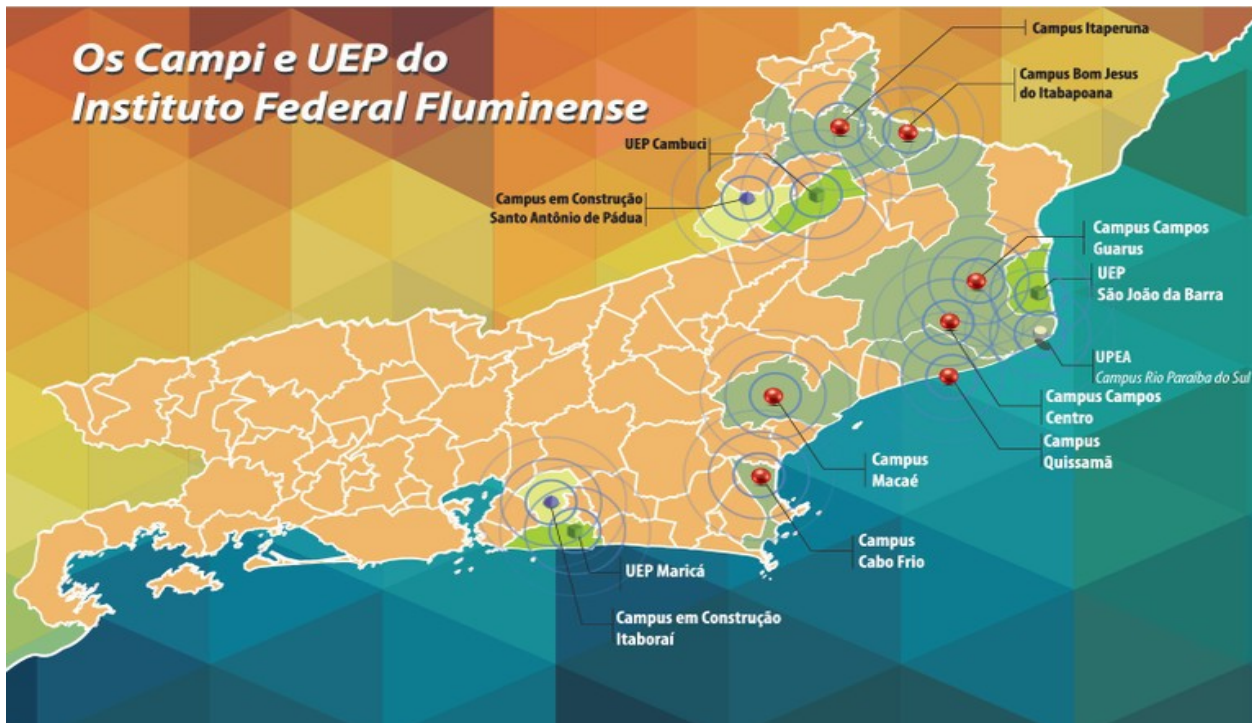 Os Campi e UEP do
Instituto Federal Fluminense
Campus Itaperuna
Campus Bom Jesus
do Itabapoana
UEP Cambuci
Campus em Construção
Santo Antônio de Pádua
Campus Campos
Guarus
UEP
São João da Barra
UPEA
Campus Rio Paraíba do Sul
Campus Campos
Centro
Campus
Quissamã
Campus
Macaé
Campus
Cabo Frio
UEP Maricá
Campus em Construção
Itaboraí